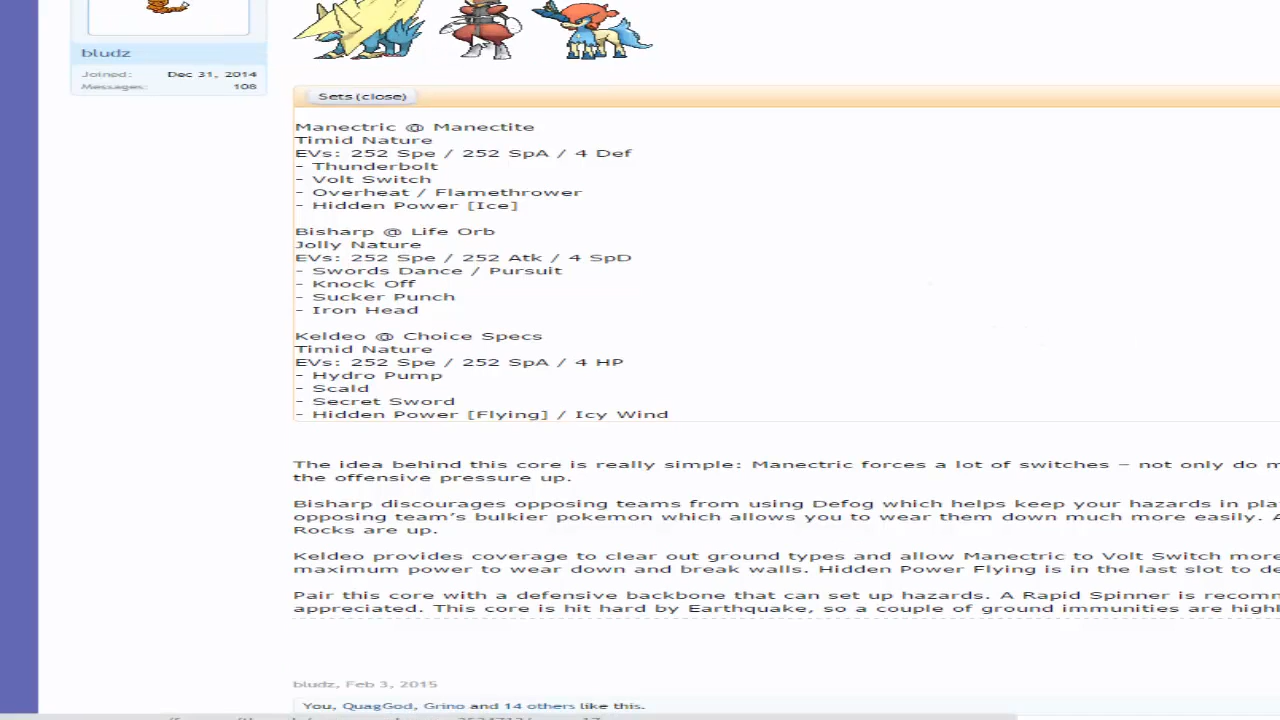 bludz
Joined: Dec 31, 2014
Messages: 108
Sets (close)
Manectric @ Manectite
Timid Nature
EVs: 252 Spe / 252 SpA / 4 Def
- Thunderbolt
- Volt Switch
- Overheat / Flamethrower
- Hidden Power [Ice]
Bisharp @ Life Orb
Jolly Nature
EVs: 252 Spe / 252 Atk / 4 SpD
- Swords Dance / Pursuit
- Knock Off
- Sucker Punch
- Iron Head
Keldeo @ Choice Specs
Timid Nature
EVs: 252 Spe / 252 SpA / 4 HP
- Hydro Pump
- Scald
- Secret Sword
- Hidden Power [Flying] / Icy Wind
The idea behind this core is really simple: Manectric forces a lot of switches – not only do
the offensive pressure up.
Bisharp discourages opposing teams from using Defog which helps keep your hazards in
opposing team's bulkier pokemon which allows you to wear them down much more easily.
Rocks are up.
Keldeo provides coverage to clear out ground types and allow Manectric to Volt Switch more
maximum power to wear down and break walls. Hidden Power Flying is in the last slot to
Pair this core with a defensive backbone that can set up hazards. A Rapid Spinner is
appreciated. This core is hit hard by Earthquake, so a couple of ground immunities are
bludz, Feb 3, 2015
You, QuagGod, Grino and 14 others like this.